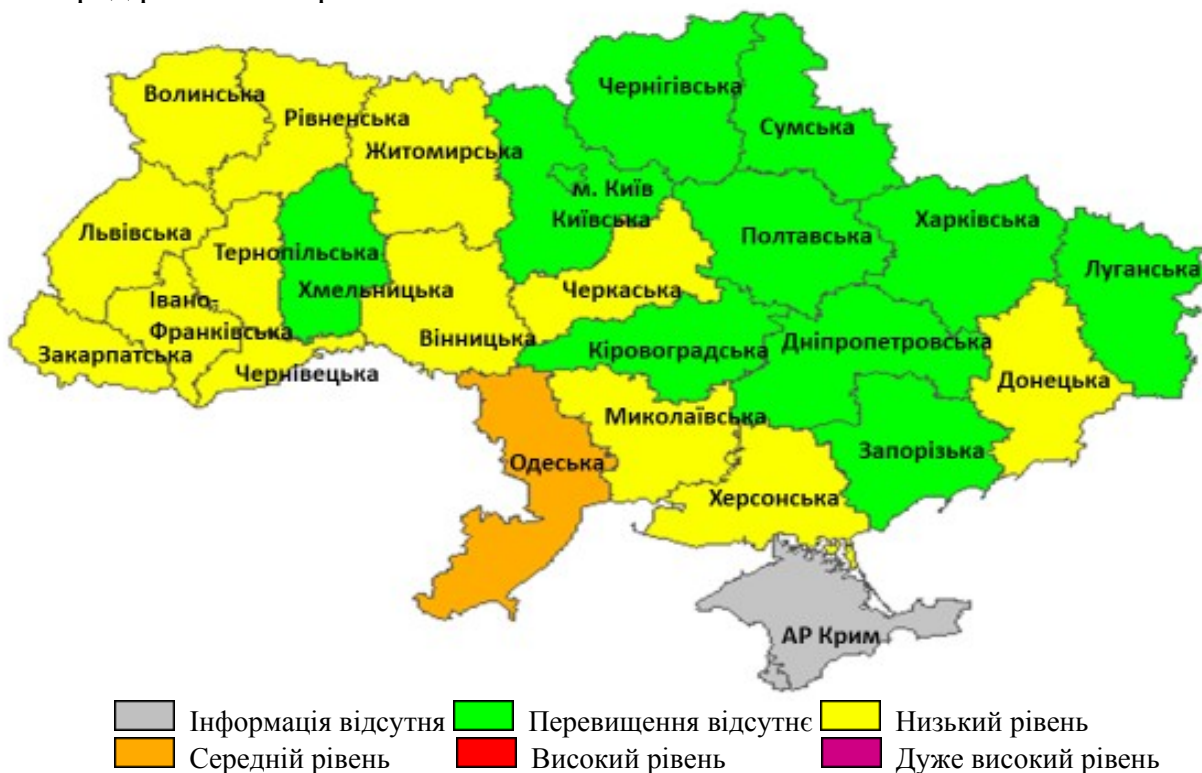 Волинська
Рівненська
Житомирська
Чернігівська
Сумська
м. Київ
Київська
Львівська
Тернопільська
Хмельницька
Івано-
Франківська
Закарпатська
Чернівецька
Вінницька
Черкаська
Полтавська
Харківська
Луганська
Кіровоградська
Дніпропетровська
Донецька
Миколаївська
Запорізька
Одеська
Херсонська
АР Крим
Інформація відсутня Перевищення відсутнє Низький рівень
Середній рівень Високий рівень Дуже високий рівень